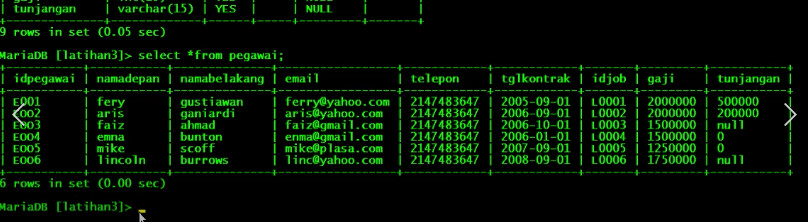 | tunjangan | varchar(15) | YES | | NULL | |
9 rows in set (0.05 sec)
MariaDB [latihan3]> select *from pegawai;
| idpegawai | namadepan | namabelakang | email | telepon | tglkontrak | idjob | gaji | tunjangan |
| E001 | fery | gustiawan | ferry@yahoo.com | 2147483647 | 2005-09-01 | L0001 | 2000000 | 500000 |
| E002 | aris | ganiardi | aris@yahoo.com | 2147483647 | 2006-09-01 | L0002 | 2000000 | 200000 |
| E003 | faiz | ahmad | faiz@gmail.com | 2147483647 | 2006-10-01 | L0003 | 1500000 | null |
| E004 | emna | bunton | enma@gmail.com | 2147483647 | 2006-01-01 | L0004 | 1500000 | 0 |
| E005 | mike | scoff | mike@plasa.com | 2147483647 | 2007-09-01 | L0005 | 1250000 | 0 |
| E006 | lincoln | burrows | linc@yahoo.com | 2147483647 | 2008-09-01 | L0006 | 1750000 | null |
6 rows in set (0.00 sec)
MariaDB [latihan3]> _